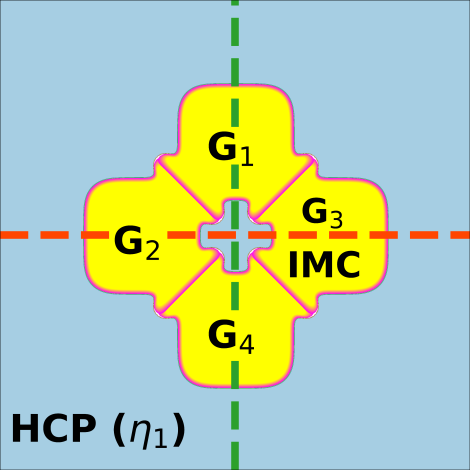 G₁
G₃
G₂
IMC
G₄
HCP (η₁)